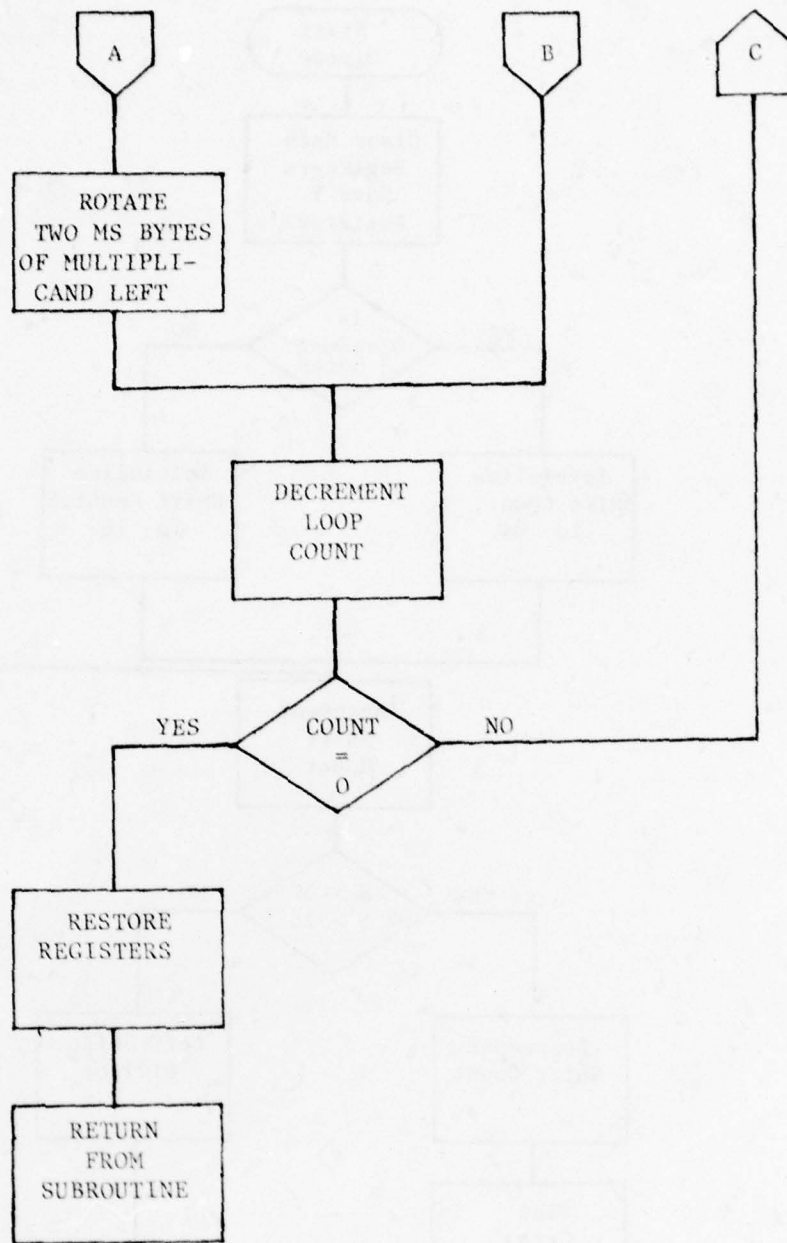 A
B
C
ROTATE
TWO MS BYTES
OF MULTIPLI-
CAND LEFT
DECREMENT
LOOP
COUNT
YES
COUNT
=
0
NO
RESTORE
REGISTERS
RETURN
FROM
SUBROUTINE